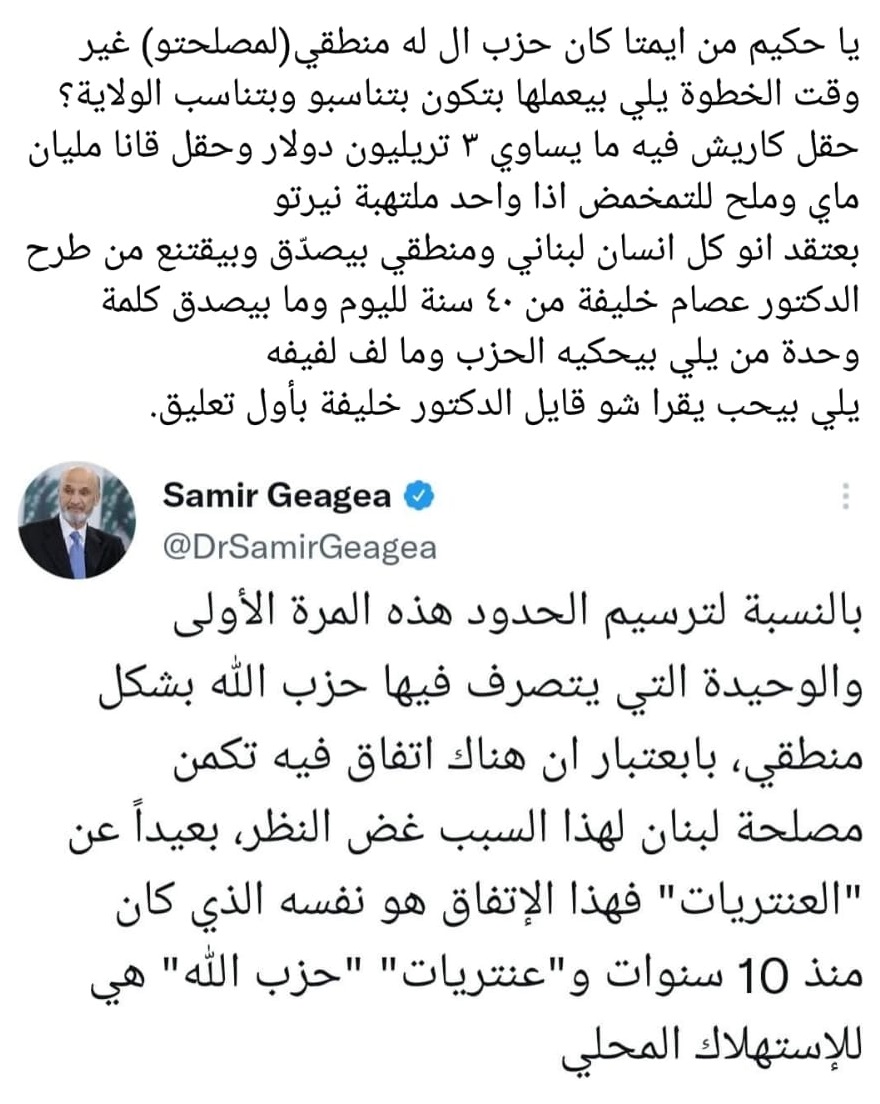 يا حكيم من ايمتا كان حزب ال له منطقي(لمصلحتو) غير
وقت الخطوة يلي بيعملها بتكون بتناسبو وبتناسب الولاية؟
حقل كاريش فيه ما يساوي ٣ تريليون دولار وحقل قانا مليان
ماي وملح للتمخمض اذا واحد ملتهبة نيرتو
بعتقد انو كل انسان لبناني ومنطقي بيصدّق وبيقتنع من طرح
الدكتور عصام خليفة من ٤٠ سنة لليوم وما بيصدق كلمة
وحدة من يلي بيحكيه الحزب وما لف لفيفه
يلي بيحب يقرا شو قايل الدكتور خليفة بأول تعليق.
Samir Geagea
@DrSamirGeagea
بالنسبة لترسيم الحدود هذه المرة الأولى
والوحيدة التي يتصرف فيها حزب الله بشكل
منطقي، بابعتبار ان هناك اتفاق فيه تكمن
مصلحة لبنان لهذا السبب غض النظر، بعيداً عن
"العنتريات" فهذا الإتفاق هو نفسه الذي كان
منذ 10 سنوات و"عنتريات" "حزب الله" هي
للإستهلاك المحلي